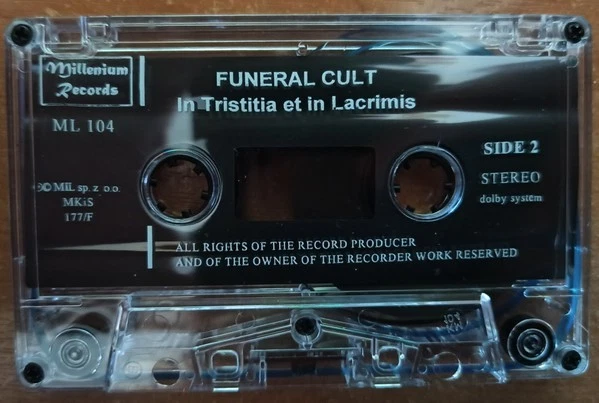 Millenium
Records
FUNERAL CULT
In Tristitia et in Lacrimis
ML 104
SIDE 2
STEREO
dolby system
℗© MiL sp. z o.o.
MKiS
177/F
ALL RIGHTS OF THE RECORD PRODUCER
AND OF THE OWNER OF THE RECORDER WORK RESERVED